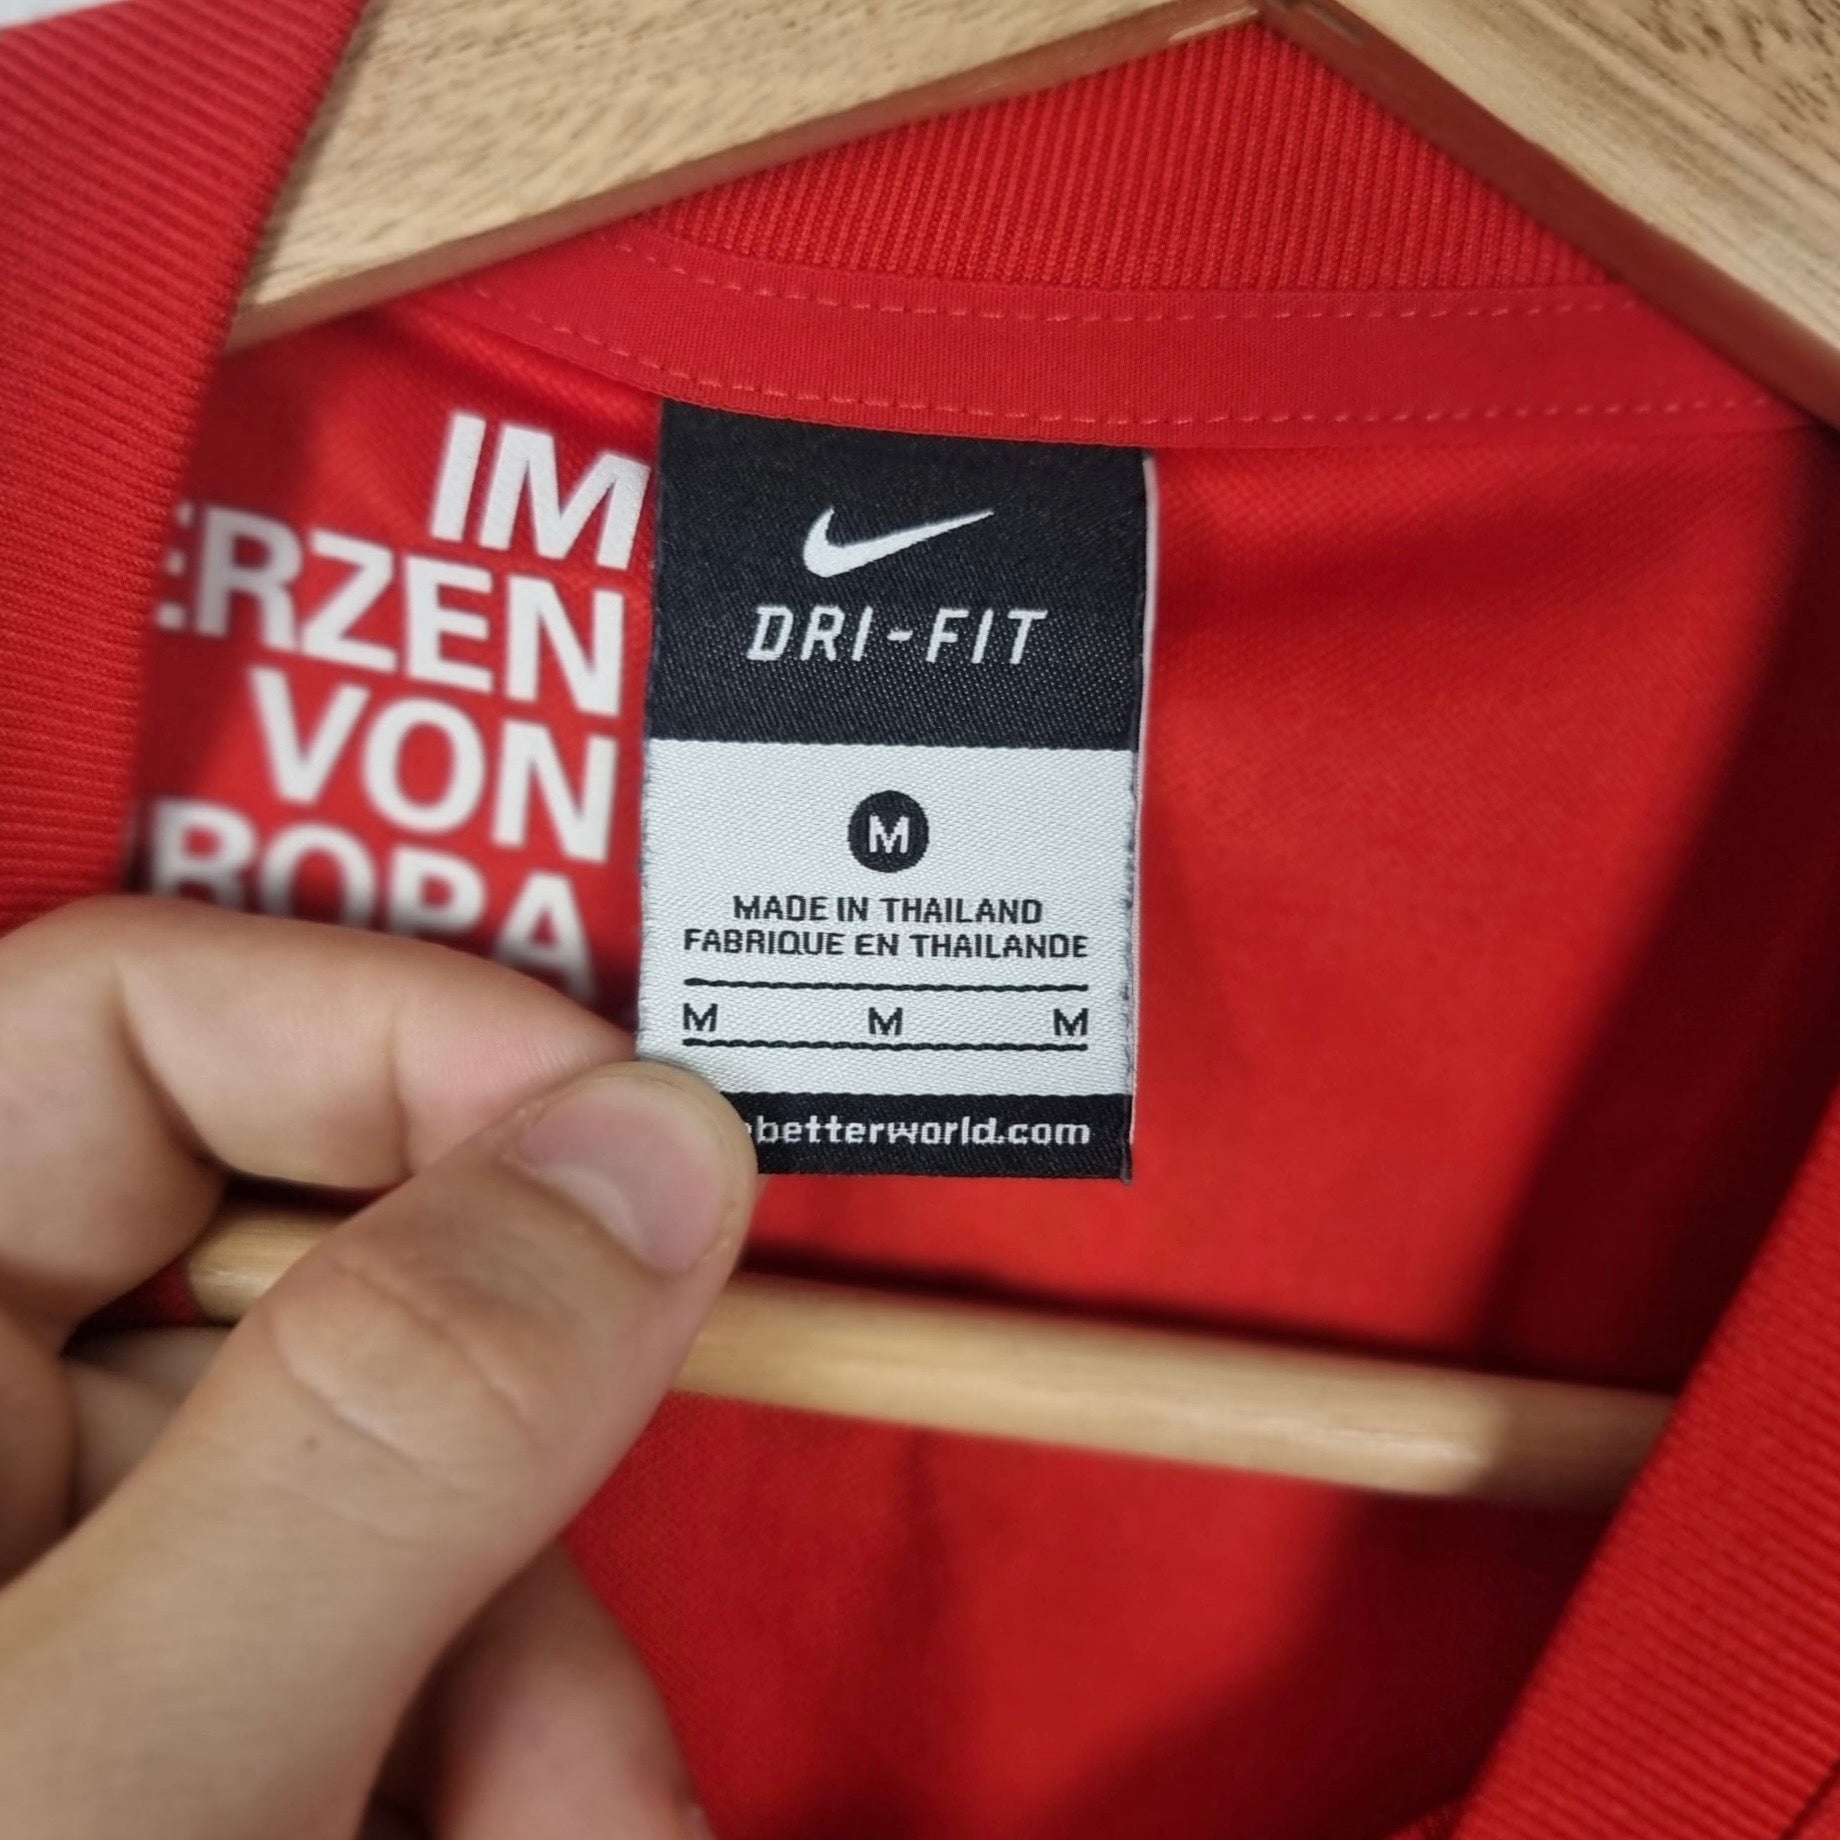 IM
ERZEN
VON
ROPA
DRI-FIT
M
MADE IN THAILAND
FABRIQUE EN THAILANDE
M M M
betterworld.com